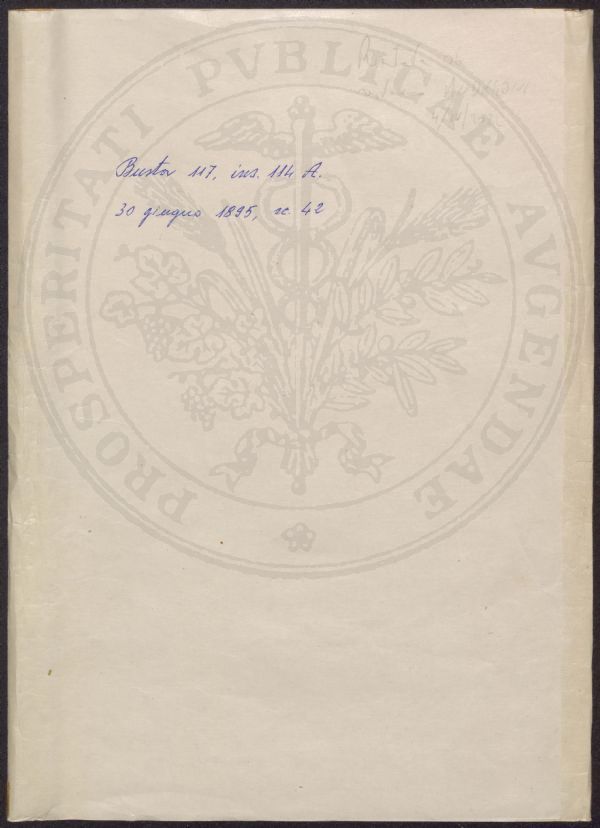 PROSPERITATI PVBLICAE AVGENDAE
Busta 117, ins. 114 A.
30 giugno 1895, sc. 42